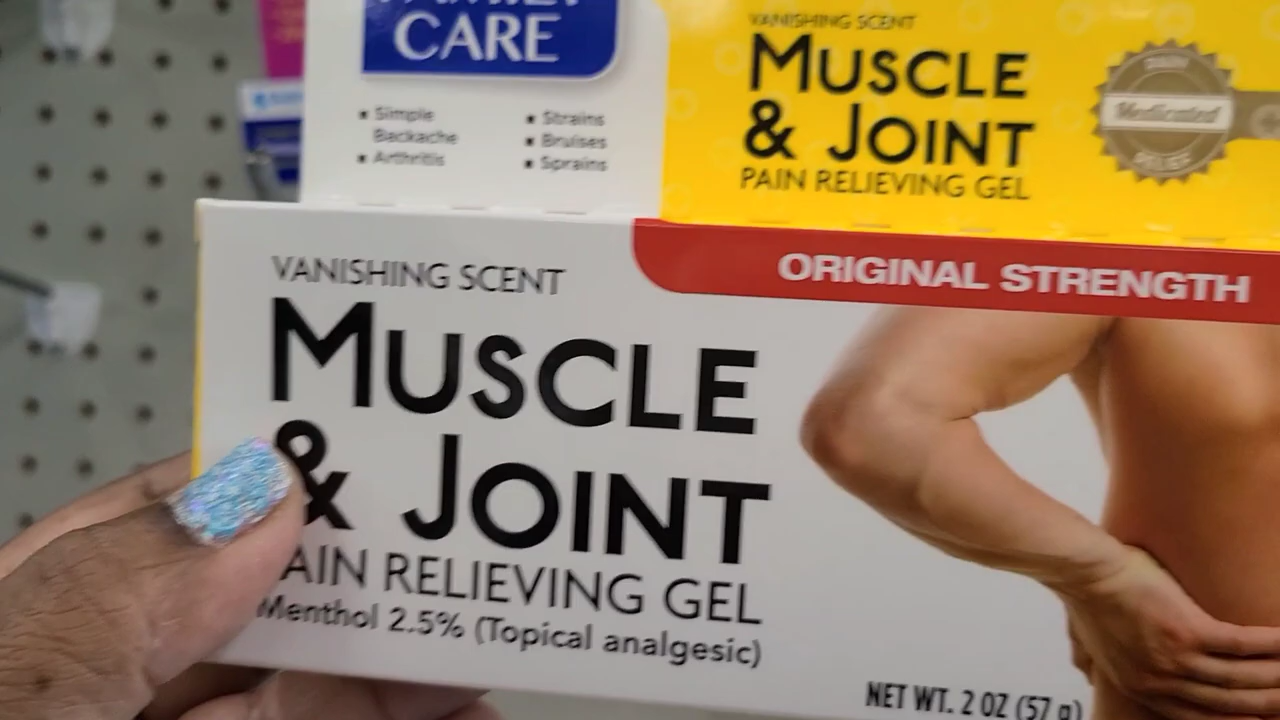 CARE
▪ Simple
Backache
▪ Arthritis
▪ Strains
▪ Bruises
▪ Sprains
VANISHING SCENT
MUSCLE
& JOINT
PAIN RELIEVING GEL
Medicated
ORIGINAL STRENGTH
VANISHING SCENT
MUSCLE
& JOINT
AIN RELIEVING GEL
Menthol 2.5% (Topical analgesic)
NET WT. 2 OZ (57 g)